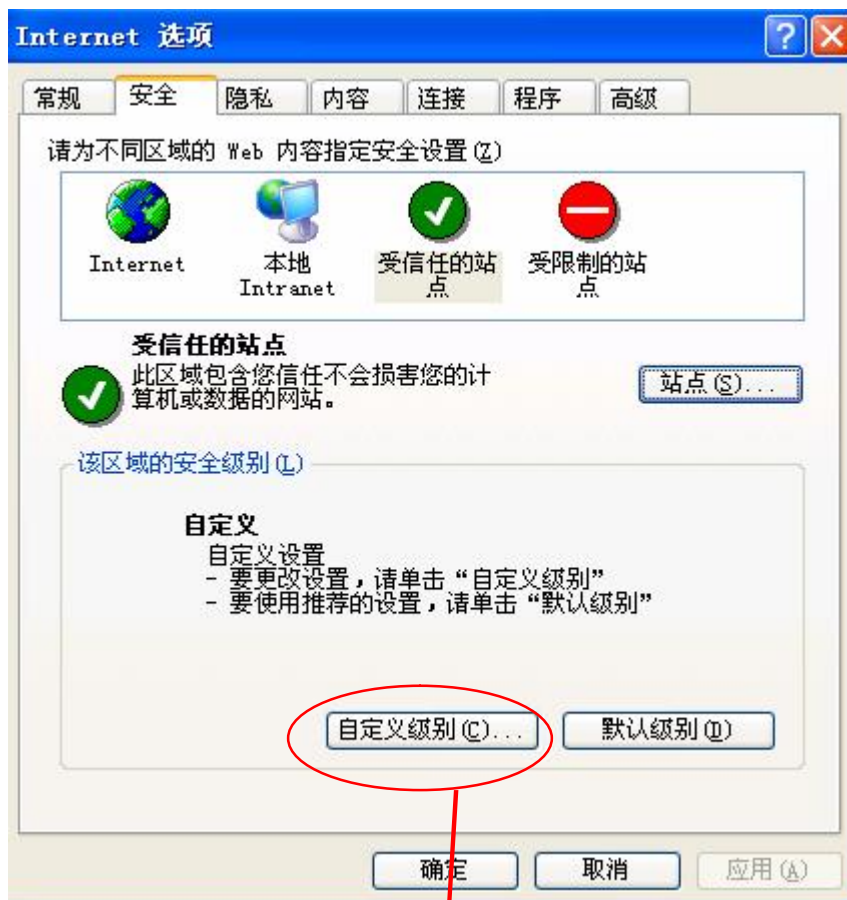 Internet 选项
常规 安全 隐私 内容 连接 程序 高级
请为不同区域的 Web 内容指定安全设置(Z)
Internet
本地
Intranet
受信任的站
点
受限制的站
点
受信任的站点
此区域包含您信任不会损害您的计
算机或数据的网站。
站点(S)...
该区域的安全级别(L)
自定义
自定义设置
- 要更改设置，请单击“自定义级别”
- 要使用推荐的设置，请单击“默认级别”
自定义级别(C)... 默认级别(D)
确定 取消 应用(A)